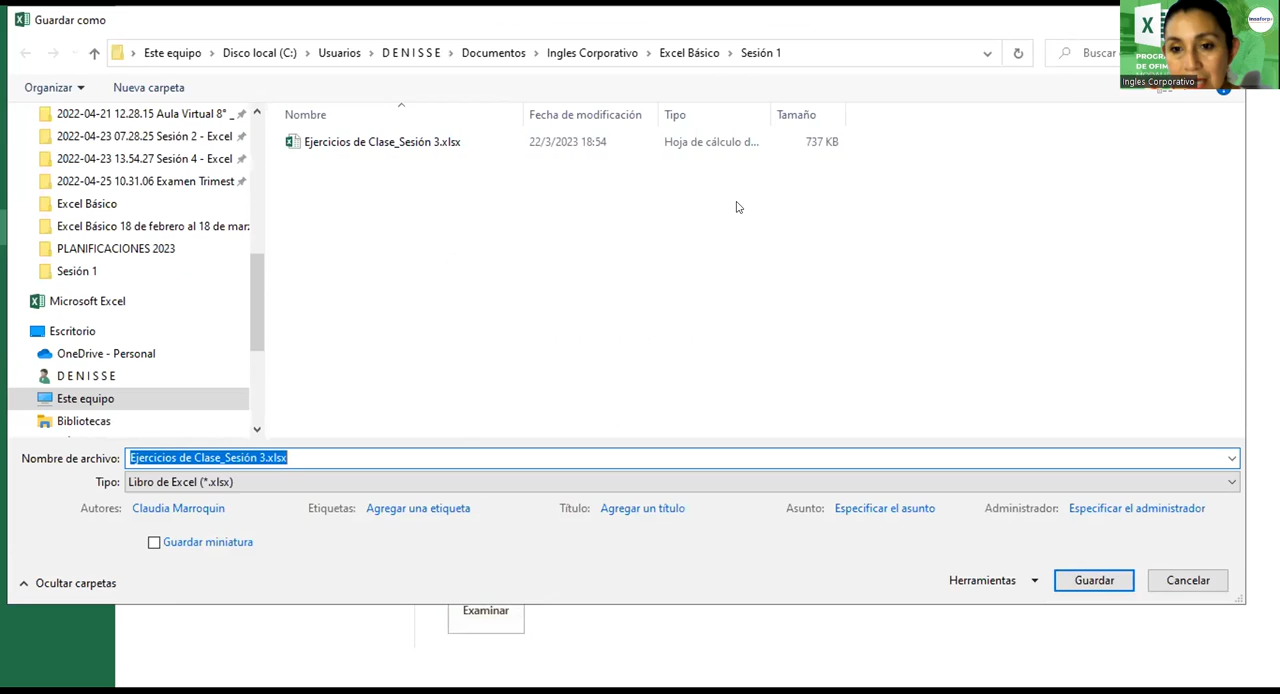 Guardar como
Este equipo > Disco local (C:) > Usuarios > D E N I S S E > Documentos > Ingles Corporativo > Excel Básico > Sesión 1
Buscar
Organizar
Nueva carpeta
PROGR
DE OFIM
Ingles Corporativo
2022-04-21 12.28.15 Aula Virtual 8° _
2022-04-23 07.28.25 Sesión 2 - Excel
2022-04-23 13.54.27 Sesión 4 - Excel
2022-04-25 10.31.06 Examen Trimest
Excel Básico
Excel Básico 18 de febrero al 18 de mar:
PLANIFICACIONES 2023
Sesión 1
Microsoft Excel
Escritorio
OneDrive - Personal
D E N I S S E
Este equipo
Bibliotecas
Nombre Fecha de modificación Tipo Tamaño
Ejercicios de Clase_Sesión 3.xlsx 22/3/2023 18:54 Hoja de cálculo d... 737 KB
Nombre de archivo: Ejercicios de Clase_Sesión 3.xlsx
Tipo: Libro de Excel (*.xlsx)
Autores: Claudia Marroquin Etiquetas: Agregar una etiqueta Título: Agregar un título Asunto: Especificar el asunto Administrador: Especificar el administrador
Guardar miniatura
Ocultar carpetas
Herramientas Guardar Cancelar
Examinar